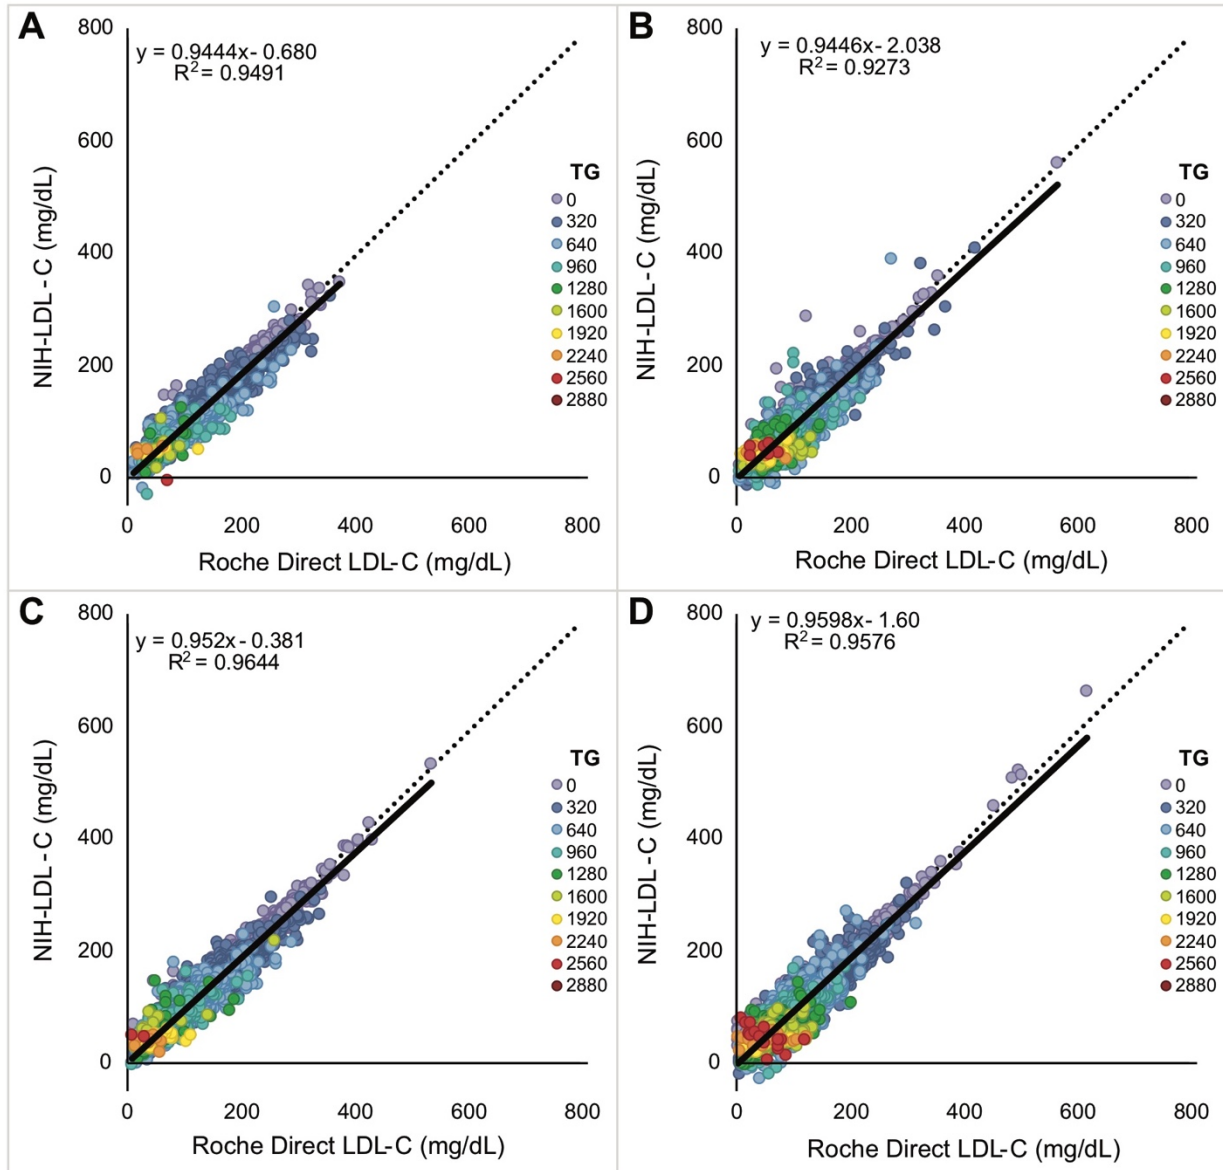 A
y = 0.9444x- 0.680
R2 = 0.9491
800
600
400
200
0
0 200 400 600 800
NIH-LDL-C (mg/dL)
Roche Direct LDL-C (mg/dL)
TG
0
320
640
960
1280
1600
1920
2240
2560
2880
B
y = 0.9446x- 2.038
R2 = 0.9273
800
600
400
200
0
0 200 400 600 800
NIH-LDL-C (mg/dL)
Roche Direct LDL-C (mg/dL)
TG
0
320
640
960
1280
1600
1920
2240
2560
2880
C
y = 0.952x- 0.381
R2 = 0.9644
800
600
400
200
0
0 200 400 600 800
NIH-LDL-C (mg/dL)
Roche Direct LDL-C (mg/dL)
TG
0
320
640
960
1280
1600
1920
2240
2560
2880
D
y = 0.9598x- 1.60
R2 = 0.9576
800
600
400
200
0
0 200 400 600 800
NIH-LDL-C (mg/dL)
Roche Direct LDL-C (mg/dL)
TG
0
320
640
960
1280
1600
1920
2240
2560
2880